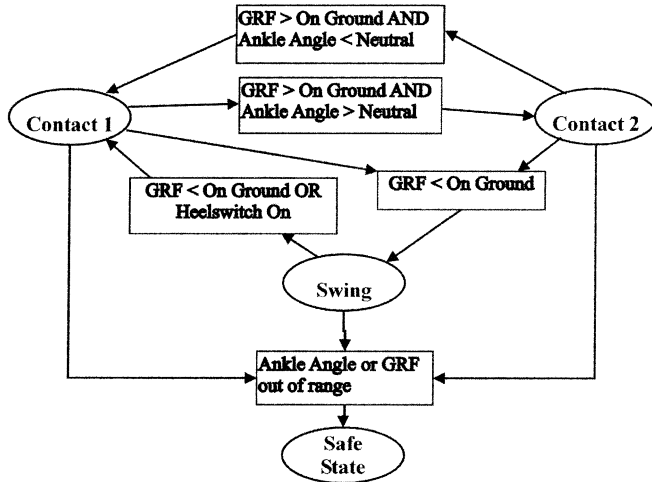 GRF > On Ground AND
Ankle Angle < Neutral
GRF > On Ground AND
Ankle Angle > Neutral
Contact 1
Contact 2
GRF < On Ground OR
Heelswitch On
GRF < On Ground
Swing
Ankle Angle or GRF
out of range
Safe
State